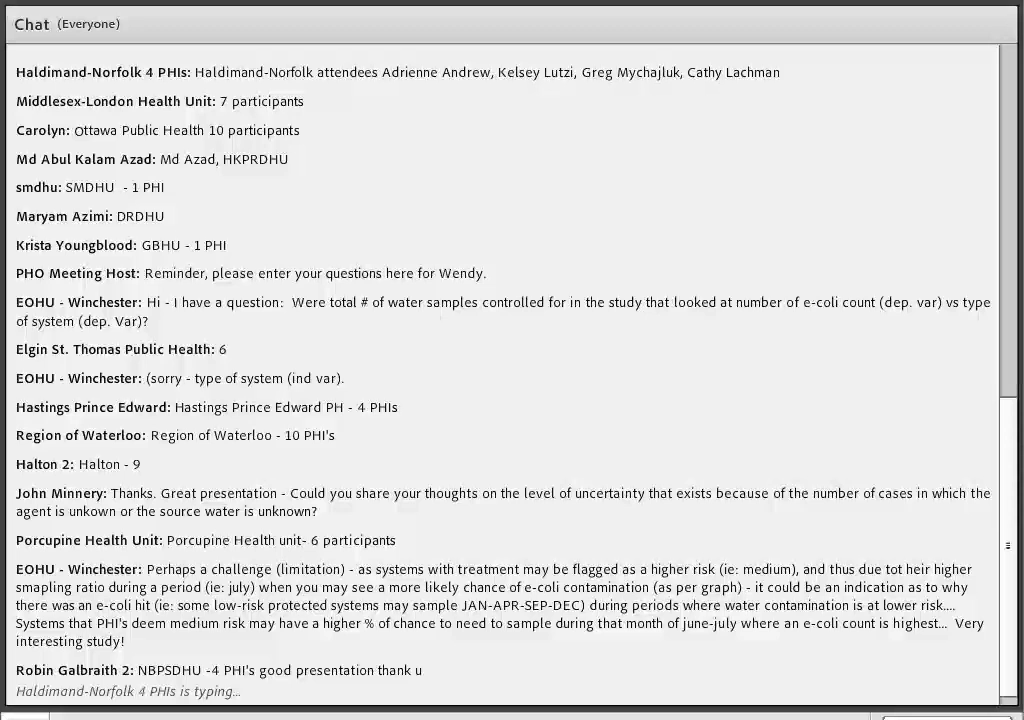 Chat (Everyone)
Haldimand-Norfolk 4 PHIs: Haldimand-Norfolk attendees Adrienne Andrew, Kelsey Lutzi, Greg Mychajluk, Cathy Lachman
Middlesex-London Health Unit: 7 participants
Carolyn: Ottawa Public Health 10 participants
Md Abul Kalam Azad: Md Azad, HKPRDHU
smdhu: SMDHU - 1 PHI
Maryam Azimi: DRDHU
Krista Youngblood: GBHU - 1 PHI
PHO Meeting Host: Reminder, please enter your questions here for Wendy.
EOHU - Winchester: Hi - I have a question: Were total # of water samples controlled for in the study that looked at number of e-coli count (dep. var) vs type
of system (dep. Var)?
Elgin St. Thomas Public Health: 6
EOHU - Winchester: (sorry - type of system (ind var).
Hastings Prince Edward: Hastings Prince Edward PH - 4 PHIs
Region of Waterloo: Region of Waterloo - 10 PHI's
Halton 2: Halton - 9
John Minnery: Thanks. Great presentation - Could you share your thoughts on the level of uncertainty that exists because of the number of cases in which the
agent is unkown or the source water is unknown?
Porcupine Health Unit: Porcupine Health unit- 6 participants
EOHU - Winchester: Perhaps a challenge (limitation) - as systems with treatment may be flagged as a higher risk (ie: medium), and thus due tot heir higher
smapling ratio during a period (ie: july) when you may see a more likely chance of e-coli contamination (as per graph) - it could be an indication as to why
there was an e-coli hit (ie: some low-risk protected systems may sample JAN-APR-SEP-DEC) during periods where water contamination is at lower risk....
Systems that PHI's deem medium risk may have a higher % of chance to need to sample during that month of june-july where an e-coli count is highest... Very
interesting study!
Robin Galbraith 2: NBPSDHU -4 PHI's good presentation thank u
Haldimand-Norfolk 4 PHIs is typing...